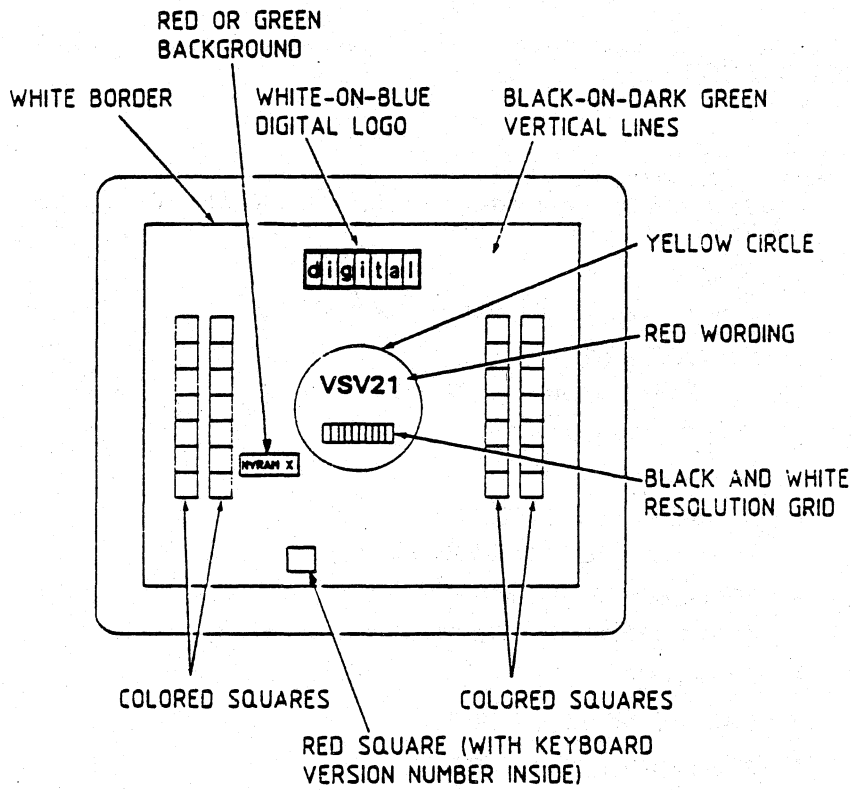 RED OR GREEN
BACKGROUND
WHITE BORDER
WHITE-ON-BLUE
DIGITAL LOGO
BLACK-ON-DARK GREEN
VERTICAL LINES
digital
YELLOW CIRCLE
RED WORDING
VSV21
NVRAM X
BLACK AND WHITE
RESOLUTION GRID
COLORED SQUARES
COLORED SQUARES
RED SQUARE (WITH KEYBOARD
VERSION NUMBER INSIDE)